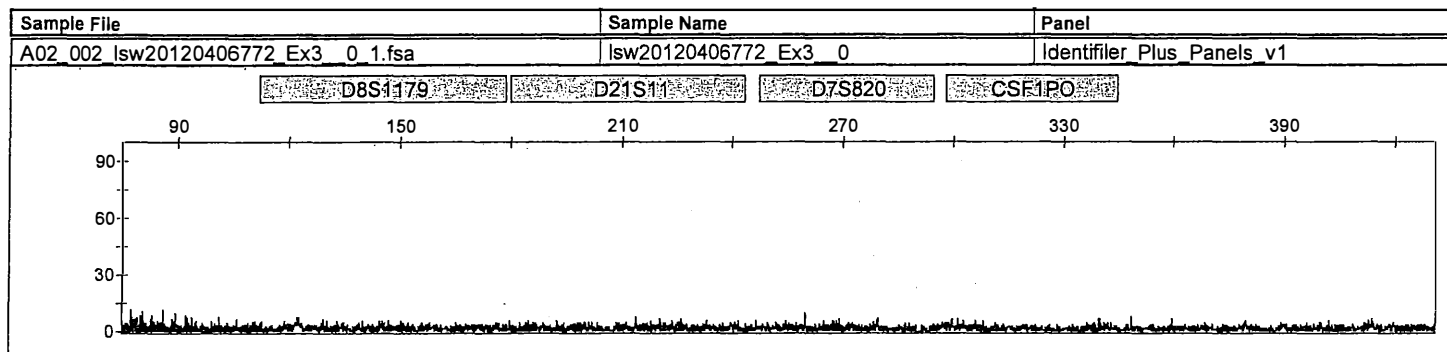 Sample File Sample Name Panel
A02_002_lsw20120406772_Ex3__0_1.fsa lsw20120406772_Ex3__0 Identifiler_Plus_Panels_v1
D8S1179 D21S11 D7S820 CSF1PO
90 150 210 270 330 390
90
60
30
0